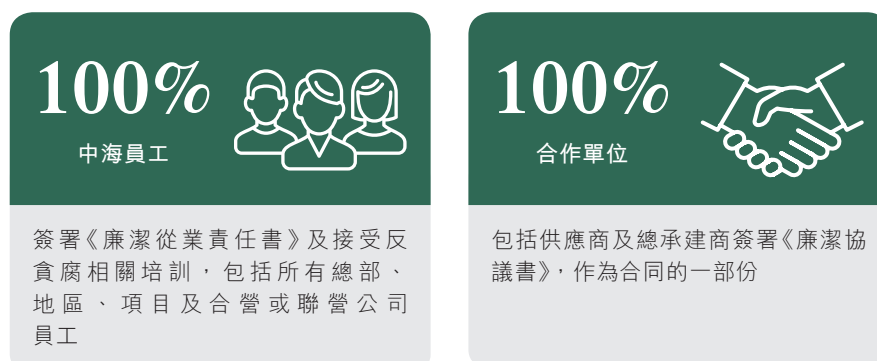 100%
中海員工
簽署《廉潔從業責任書》及接受反
貪腐相關培訓，包括所有總部、
地區、項目及合營或聯營公司
員工
100%
合作單位
包括供應商及總承建商簽署《廉潔協
議書》，作為合同的一部份